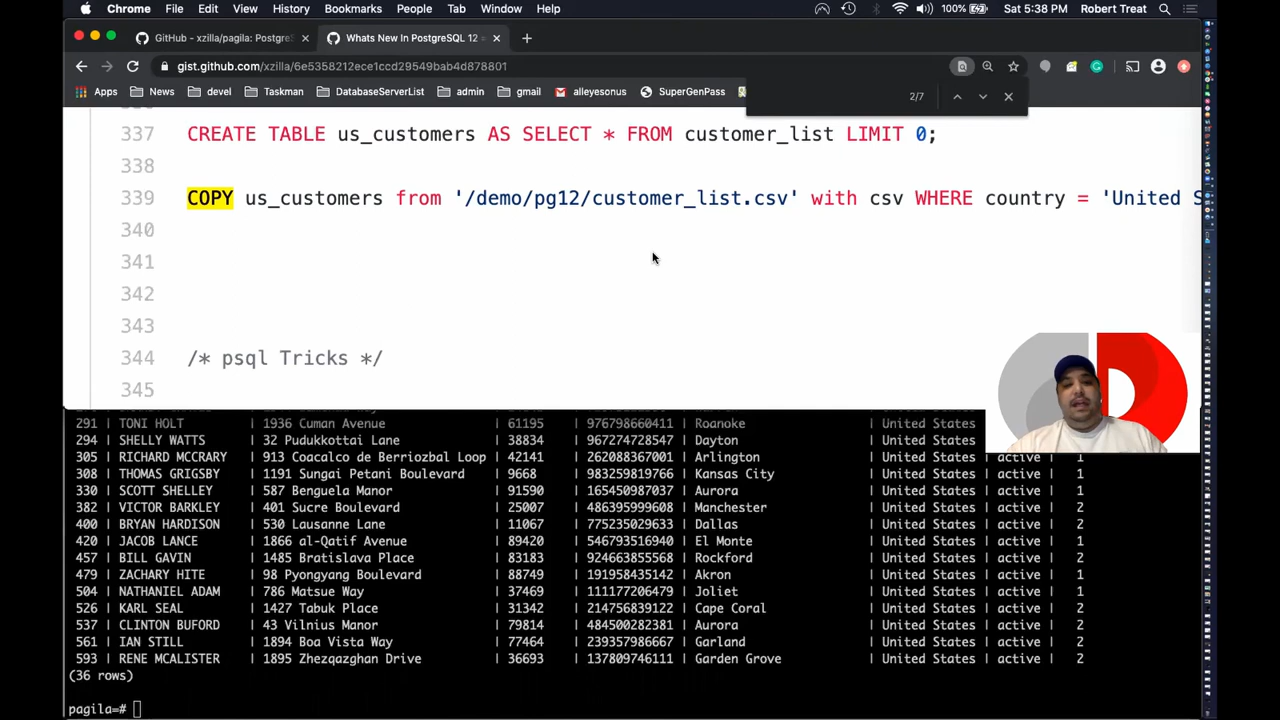 Chrome File Edit View History Bookmarks People Tab Window Help 100% Sat 5:38 PM Robert Treat
GitHub - xzilla/pagila: Postgre Whats New In PostgreSQL 12
gist.github.com/xzilla/6e5358212ece1ccd29549bab4d878801
Apps News devel Taskman DatabaseServerList admin gmail alleyesonus SuperGenPass
2/7
337 CREATE TABLE us_customers AS SELECT * FROM customer_list LIMIT 0;
338
339 COPY us_customers from '/demo/pg12/customer_list.csv' with csv WHERE country = 'United S
340
341
342
343
344 /* psql Tricks */
345
291 | TONI HOLT | 1936 Cuman Avenue | 61195 | 976798660411 | Roanoke | United States
294 | SHELLY WATTS | 32 Pudukkottai Lane | 38834 | 967274728547 | Dayton | United States
305 | RICHARD MCCRARY | 913 Coacalco de Berriozbal Loop | 42141 | 262088367001 | Arlington | United States | active | 1
308 | THOMAS GRIGSBY | 1191 Sungai Petani Boulevard | 9668 | 983259819766 | Kansas City | United States | active | 1
330 | SCOTT SHELLEY | 587 Benguela Manor | 91590 | 165450987037 | Aurora | United States | active | 1
382 | VICTOR BARKLEY | 401 Sucre Boulevard | 25007 | 486395999608 | Manchester | United States | active | 2
400 | BRYAN HARDISON | 530 Lausanne Lane | 11067 | 775235029633 | Dallas | United States | active | 2
420 | JACOB LANCE | 1866 al-Qatif Avenue | 89420 | 546793516940 | El Monte | United States | active | 1
457 | BILL GAVIN | 1485 Bratislava Place | 83183 | 924663855568 | Rockford | United States | active | 2
479 | ZACHARY HITE | 98 Pyongyang Boulevard | 88749 | 191958435142 | Akron | United States | active | 1
504 | NATHANIEL ADAM | 786 Matsue Way | 37469 | 111177206479 | Joliet | United States | active | 1
526 | KARL SEAL | 1427 Tabuk Place | 31342 | 214756839122 | Cape Coral | United States | active | 2
537 | CLINTON BUFORD | 43 Vilnius Manor | 79814 | 484500282381 | Aurora | United States | active | 2
561 | IAN STILL | 1894 Boa Vista Way | 77464 | 239357986667 | Garland | United States | active | 2
593 | RENE MCALISTER | 1895 Zhezqazghan Drive | 36693 | 137809746111 | Garden Grove | United States | active | 2
(36 rows)
pagila=#